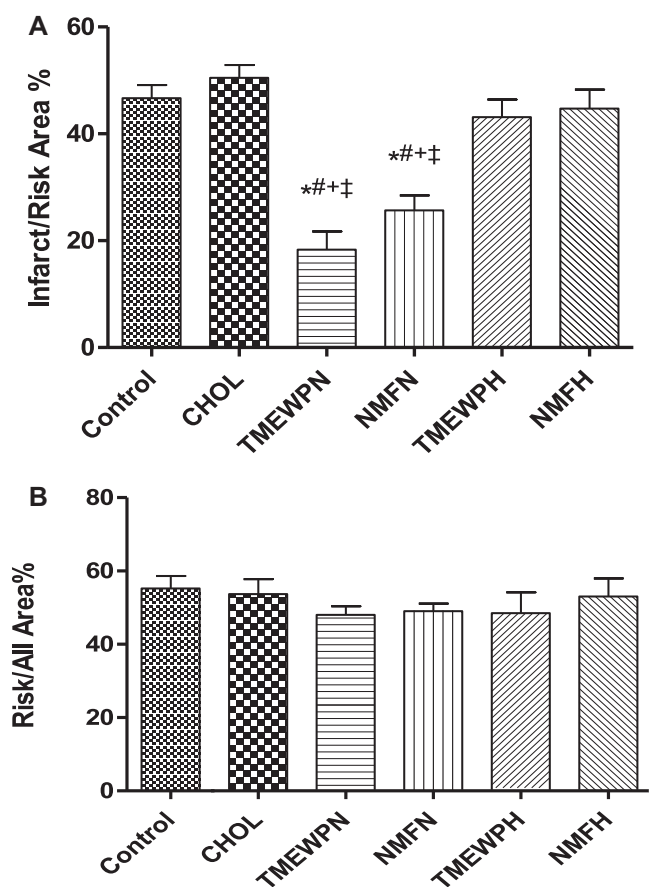 A
Infarct/Risk Area %
60
40
20
0
*#+‡
*#+‡
Control
CHOL
TMEWPN
NMFN
TMEWPH
NMFH
B
Risk/All Area%
80
60
40
20
0
Control
CHOL
TMEWPN
NMFN
TMEWPH
NMFH